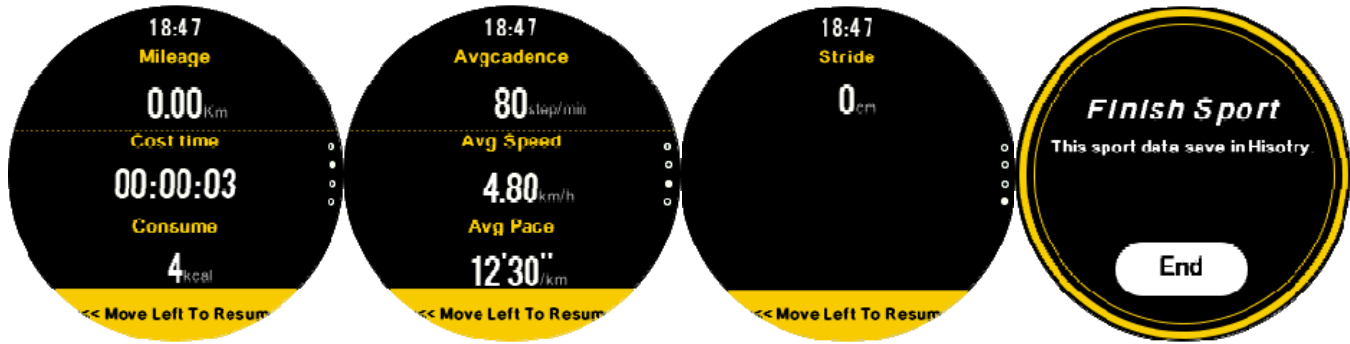 18:47
Mileage
0.00Km
Cost time
00:00:03
Consume
4kcal
<< Move Left To Resum
18:47
Avgcadence
80step/min
Avg Speed
4.80km/h
Avg Pace
12'30"/km
<< Move Left To Resum
18:47
Stride
0cm
<< Move Left To Resum
Finish Sport
This sport data save in Hisotry.
End